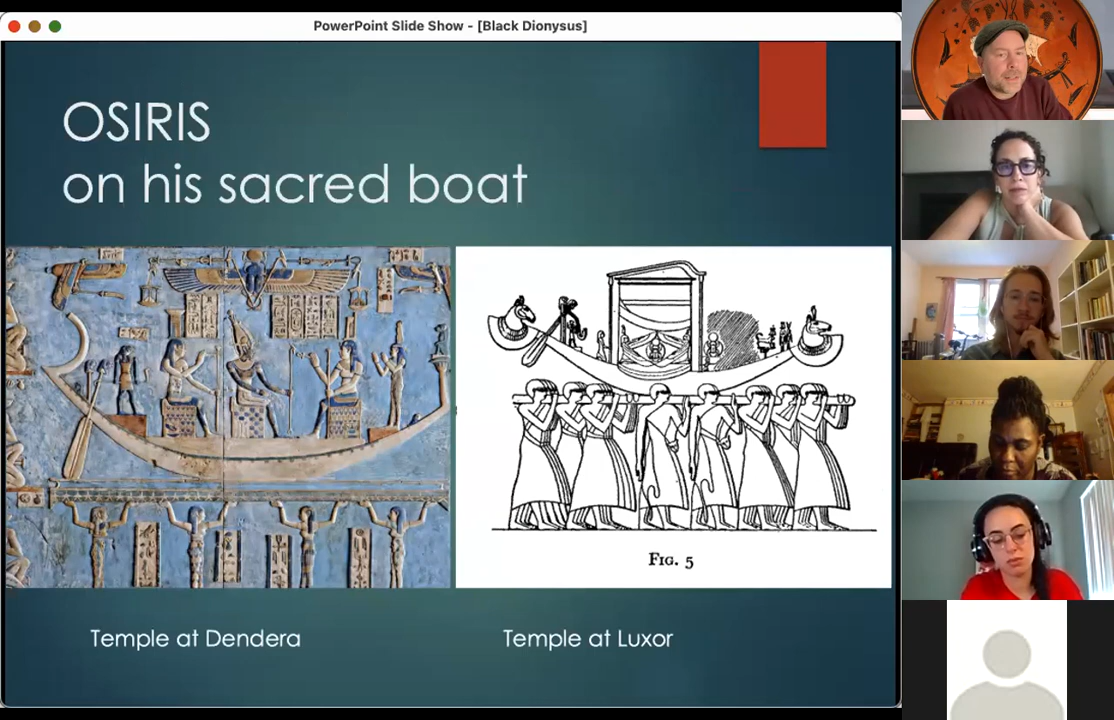 PowerPoint Slide Show - [Black Dionysus]
OSIRIS
on his sacred boat
FIG. 5
Temple at Dendera
Temple at Luxor